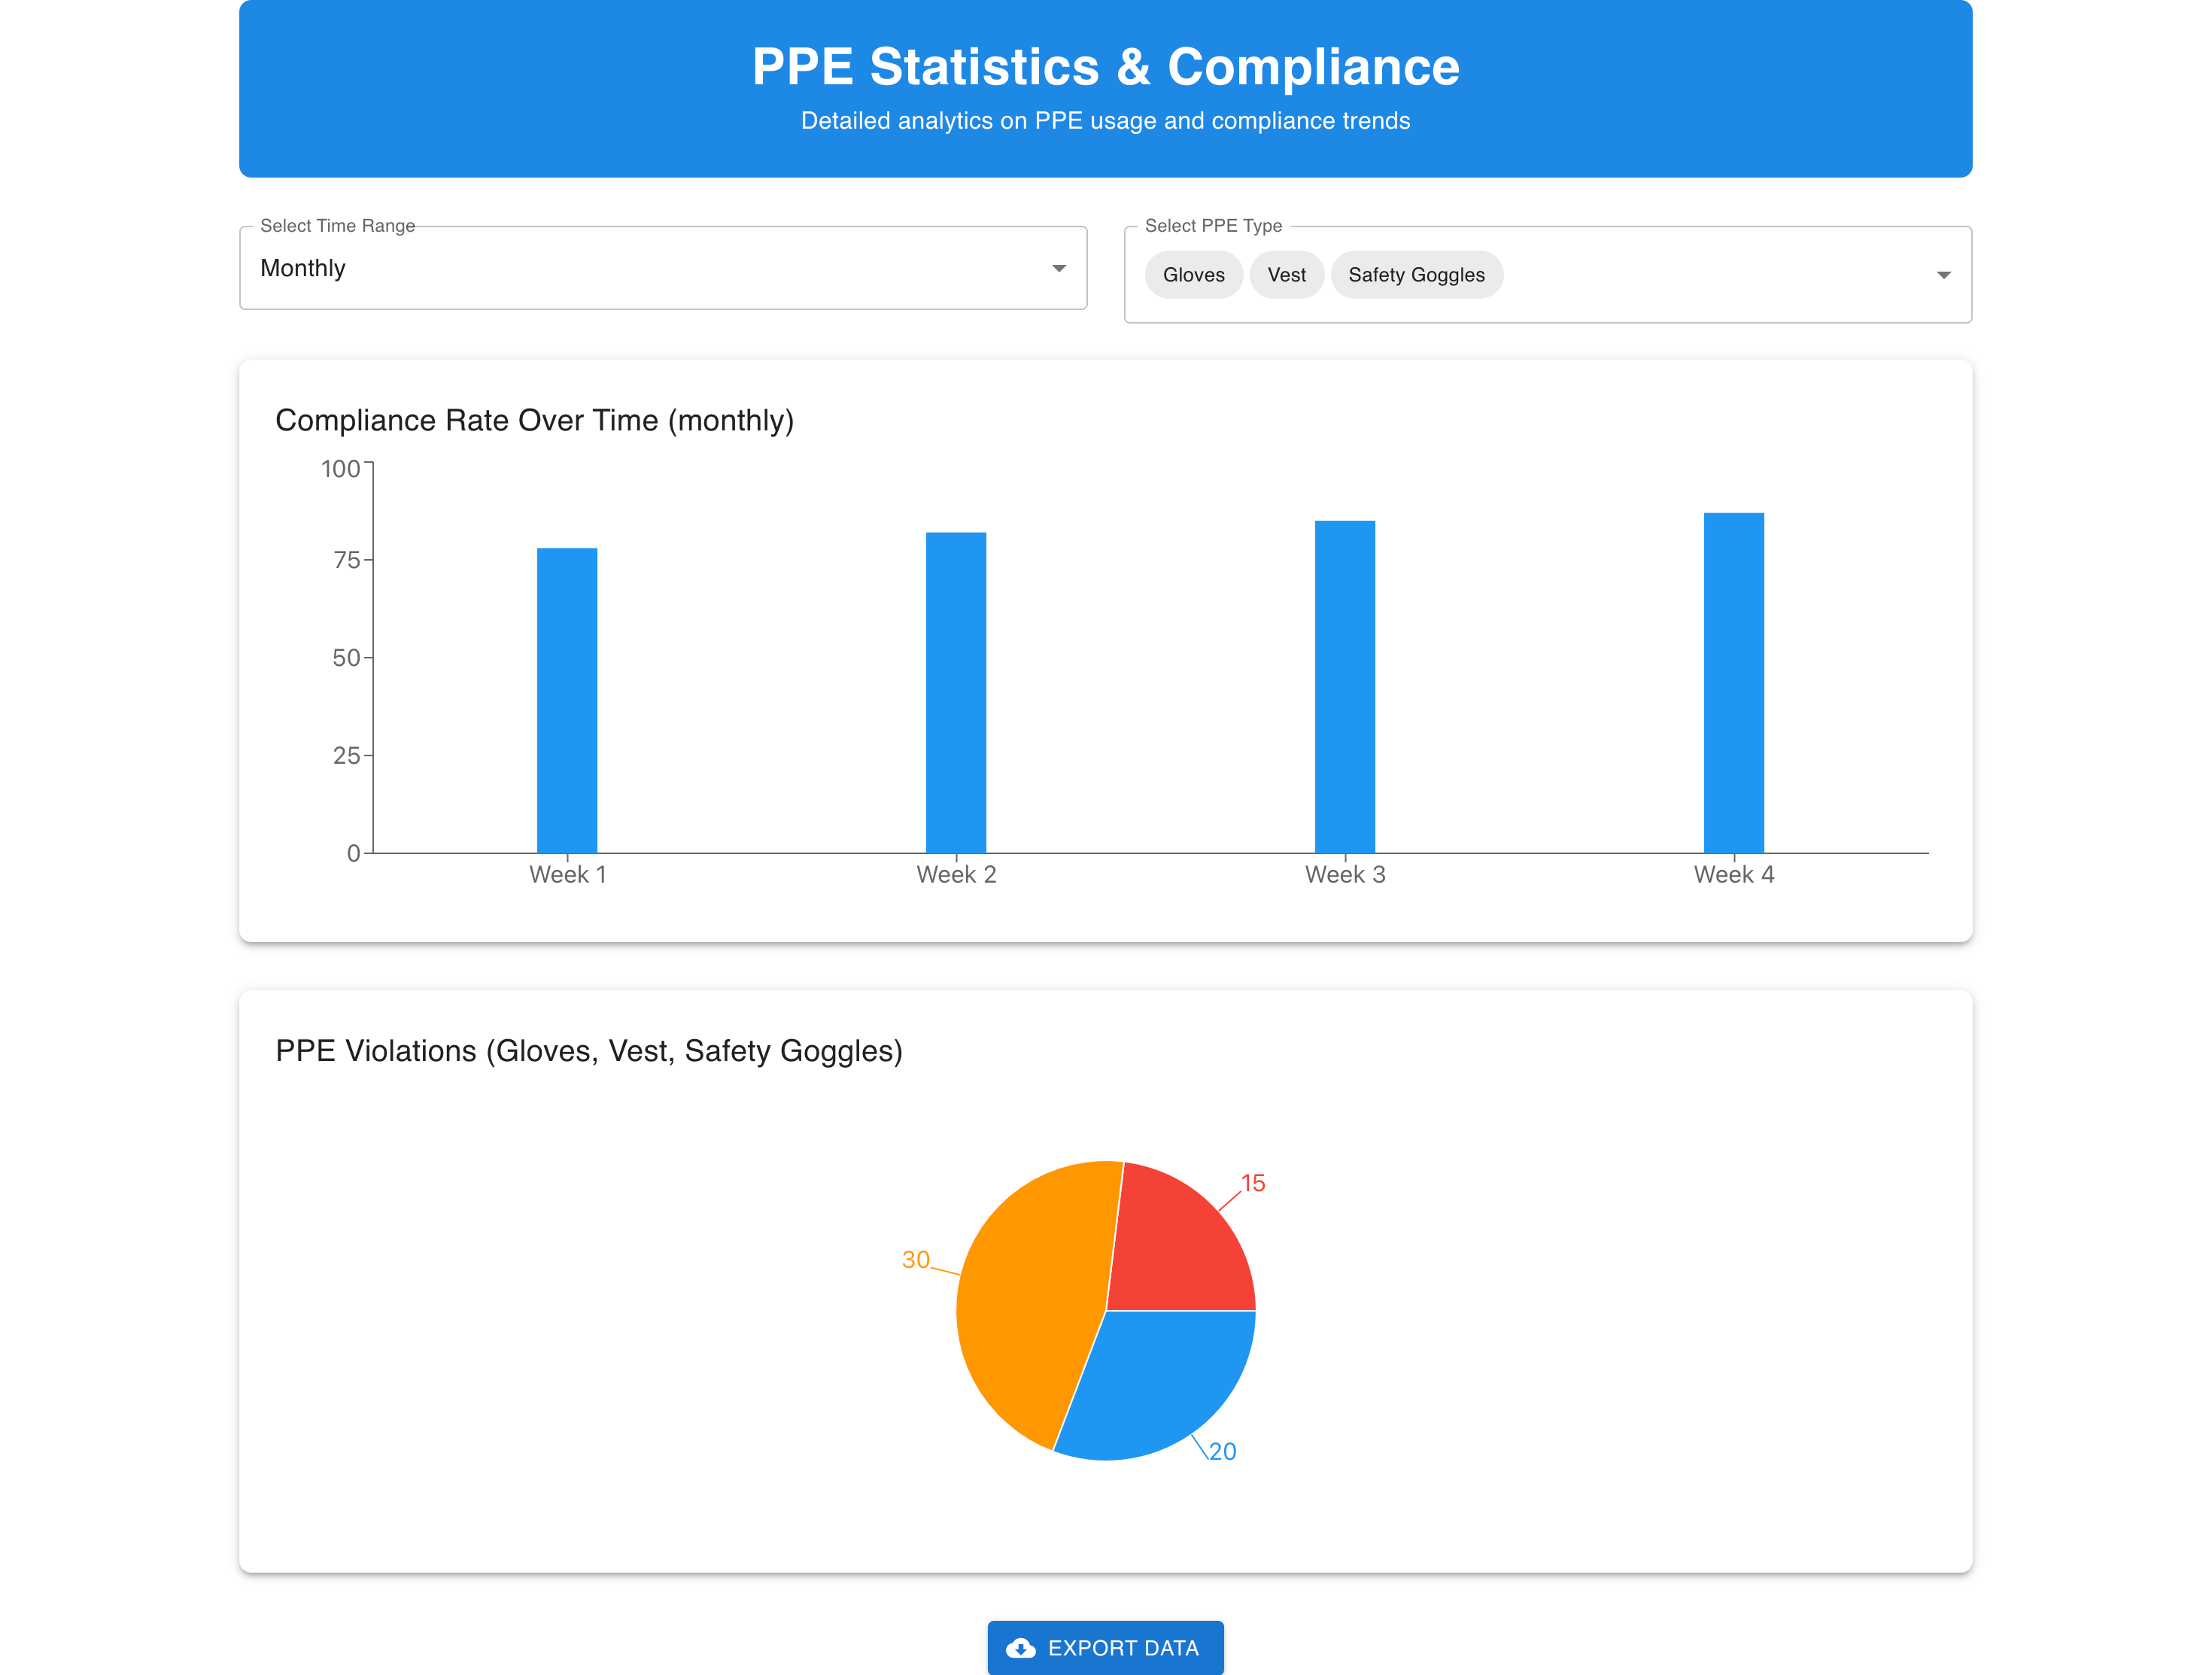 PPE Statistics & Compliance
Detailed analytics on PPE usage and compliance trends
Select Time Range
Monthly
Select PPE Type
Gloves Vest Safety Goggles
Compliance Rate Over Time (monthly)
100
75
50
25
0
Week 1 Week 2 Week 3 Week 4
PPE Violations (Gloves, Vest, Safety Goggles)
15
30
20
EXPORT DATA